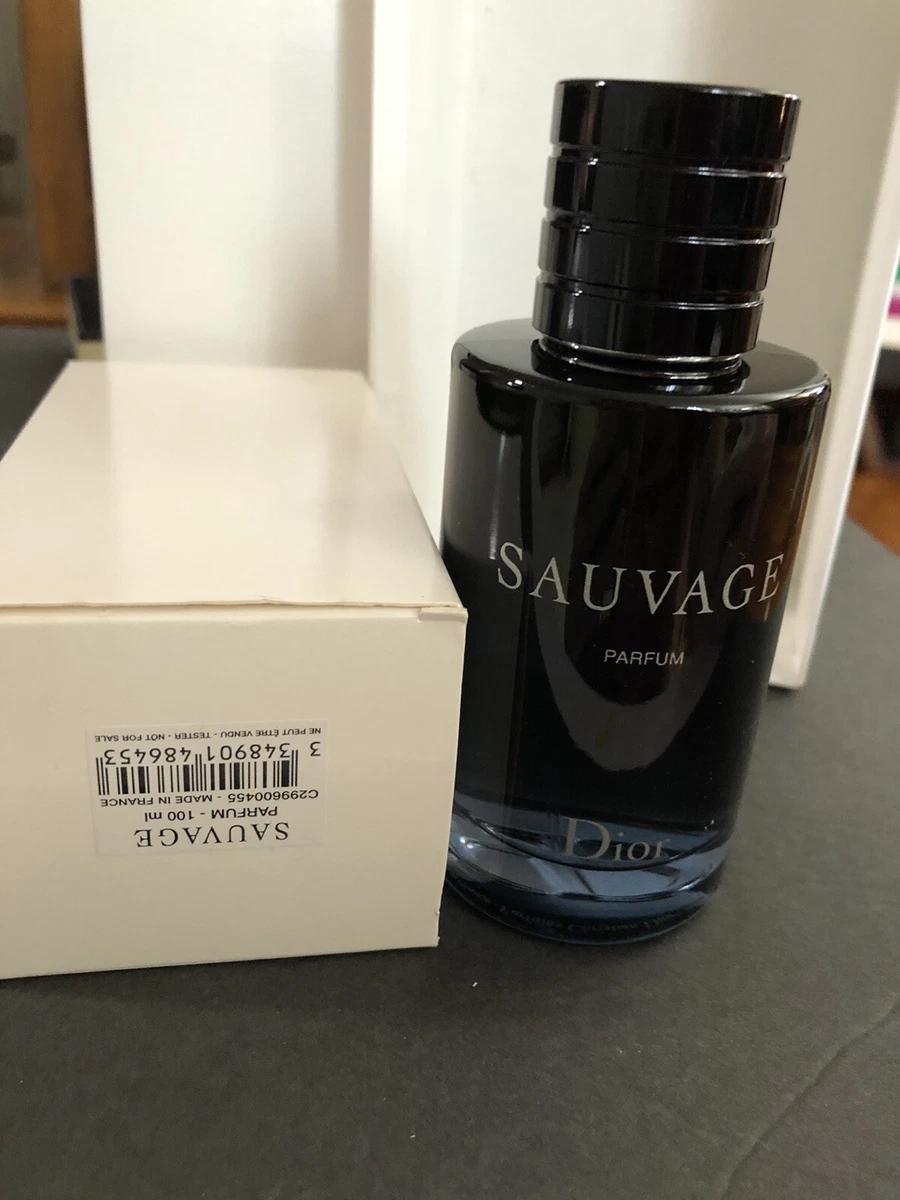 SAUVAGE
PARFUM
Dior
SAUVAGE
PARFUM - 100 ml
C299600455 - MADE IN FRANCE
3 348901 486453
NE PEUT ÊTRE VENDU - TESTER - NOT FOR SALE